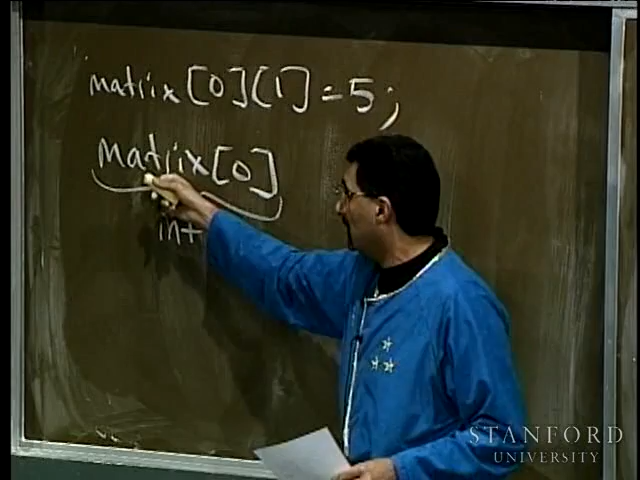 matrix[0][1] = 5;
matrix[0]
int
STANFORD
UNIVERSITY